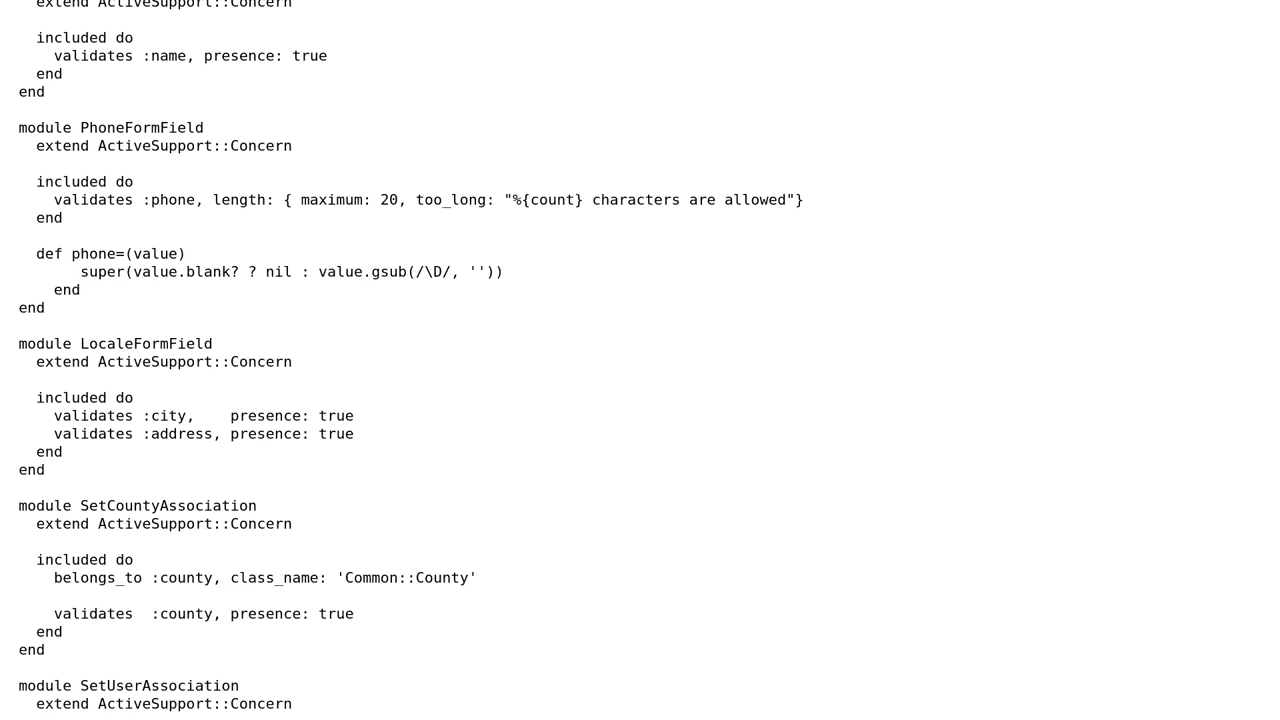 extend ActiveSupport::Concern

  included do
    validates :name, presence: true
  end
end

module PhoneFormField
  extend ActiveSupport::Concern

  included do
    validates :phone, length: { maximum: 20, too_long: "%{count} characters are allowed"}
  end

  def phone=(value)
       super(value.blank? ? nil : value.gsub(/\D/, ''))
    end
end

module LocaleFormField
  extend ActiveSupport::Concern

  included do
    validates :city,    presence: true
    validates :address, presence: true
  end
end

module SetCountyAssociation
  extend ActiveSupport::Concern

  included do
    belongs_to :county, class_name: 'Common::County'

    validates  :county, presence: true
  end
end

module SetUserAssociation
  extend ActiveSupport::Concern